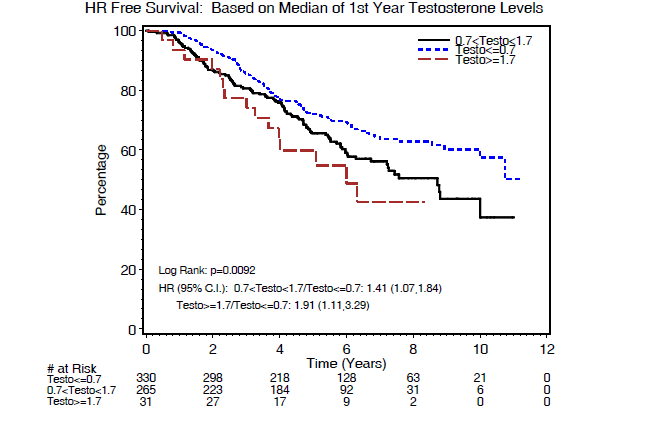 HR Free Survival: Based on Median of 1st Year Testosterone Levels
0.7<Testo<1.7
Testo<=0.7
Testo>=1.7
100
80
60
40
20
0
Percentage
Log Rank: p=0.0092
HR (95% C.I.): 0.7<Testo<1.7/Testo<=0.7: 1.41 (1.07,1.84)
Testo>=1.7/Testo<=0.7: 1.91 (1.11,3.29)
0 2 4 6 8 10 12
Time (Years)
# at Risk
Testo<=0.7 330 298 218 128 63 21 0
0.7<Testo<1.7 265 223 184 92 31 6 0
Testo>=1.7 31 27 17 9 2 0 0